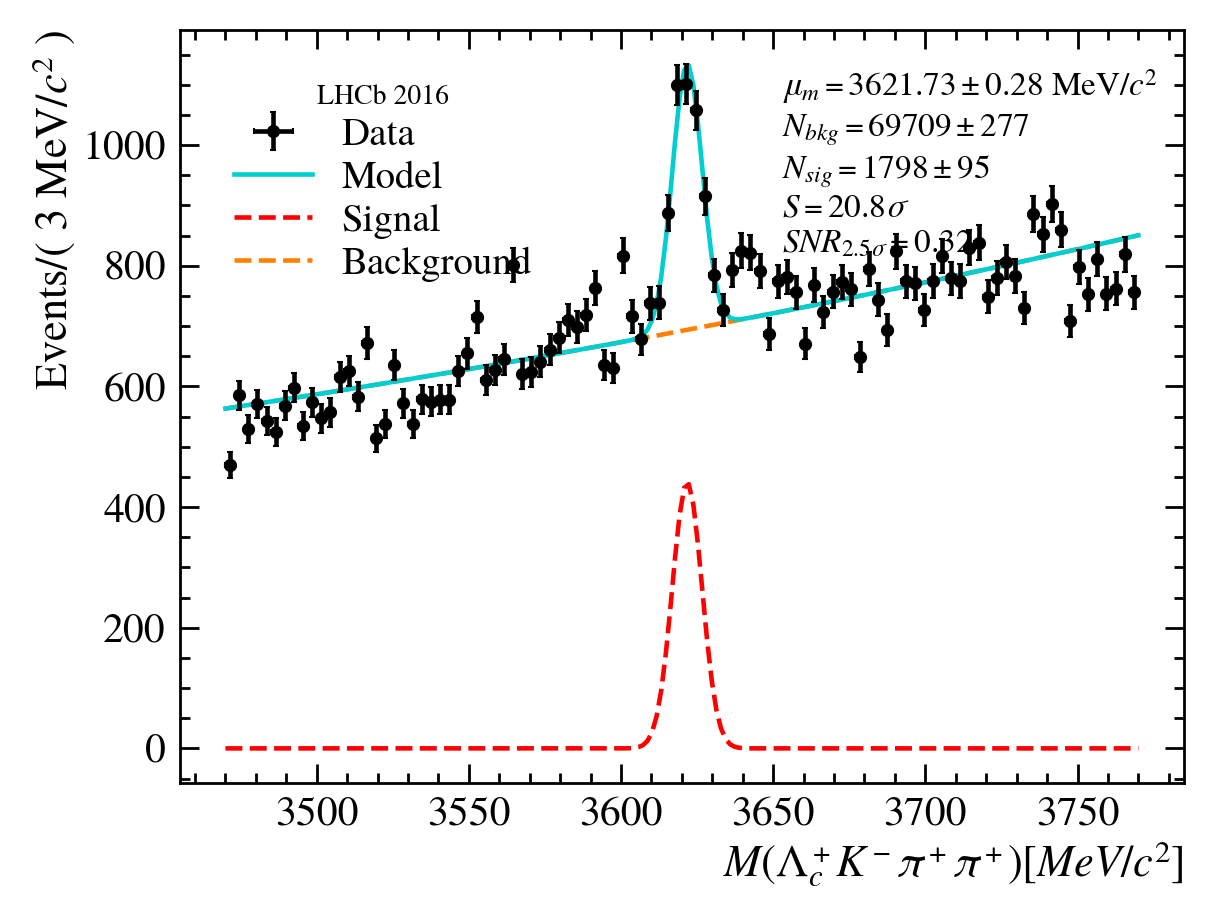 Events/( 3 MeV/c² )
LHCb 2016
Data
Model
Signal
Background
μ_m = 3621.73 ± 0.28 MeV/c²
N_bkg = 69709 ± 277
N_sig = 1798 ± 95
S = 20.8σ
SNR_2.5σ = 0.32
1000
800
600
400
200
0
3500 3550 3600 3650 3700 3750
M(Λ_c⁺K⁻π⁺π⁺)[MeV/c²]